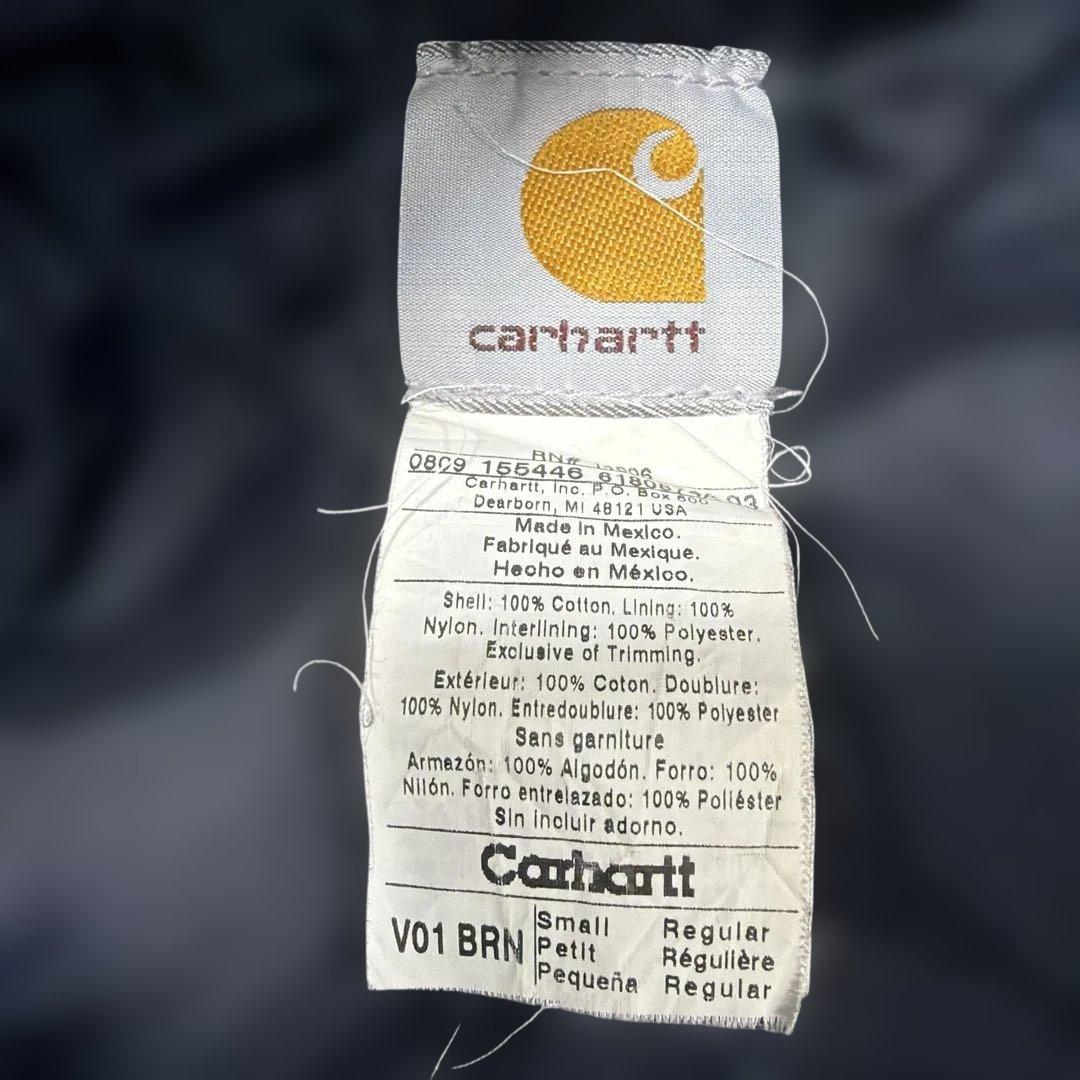 carhartt
RN#
0809 155446
Carhartt, Inc. P.O. Box
Dearborn, MI 48121 USA
Made in Mexico.
Fabriqué au Mexique.
Hecho en México.
Shell: 100% Cotton. Lining: 100%
Nylon. Interlining: 100% Polyester.
Exclusive of Trimming.
Extérieur: 100% Coton. Doublure:
100% Nylon. Entredoublure: 100% Polyester
Sans garniture
Armazón: 100% Algodón. Forro: 100%
Nilón. Forro entrelazado: 100% Poliéster
Sin incluir adorno.
Carhartt
V01 BRN
Small Regular
Petit Régulière
Pequeña Regular